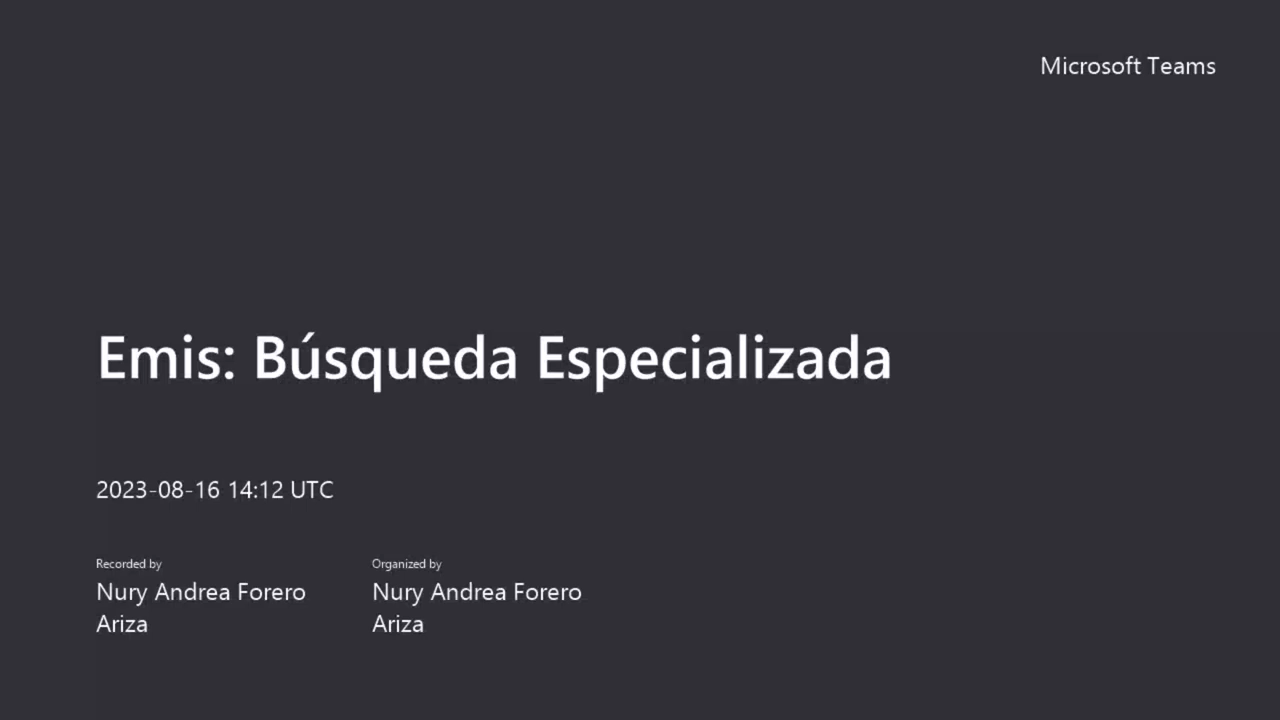 Microsoft Teams
Emis: Búsqueda Especializada
2023-08-16 14:12 UTC
Recorded by
Nury Andrea Forero
Ariza
Organized by
Nury Andrea Forero
Ariza